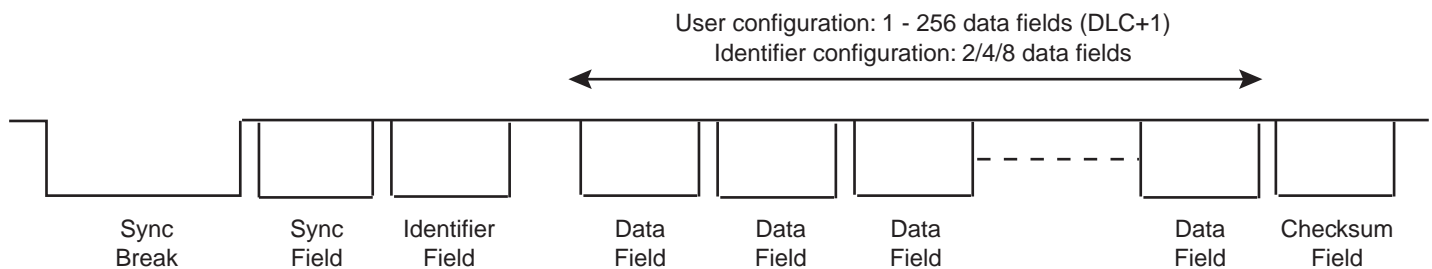 User configuration: 1 - 256 data fields (DLC+1)
Identifier configuration: 2/4/8 data fields
Sync Break
Sync Field
Identifier Field
Data Field
Data Field
Data Field
Data Field
Checksum Field